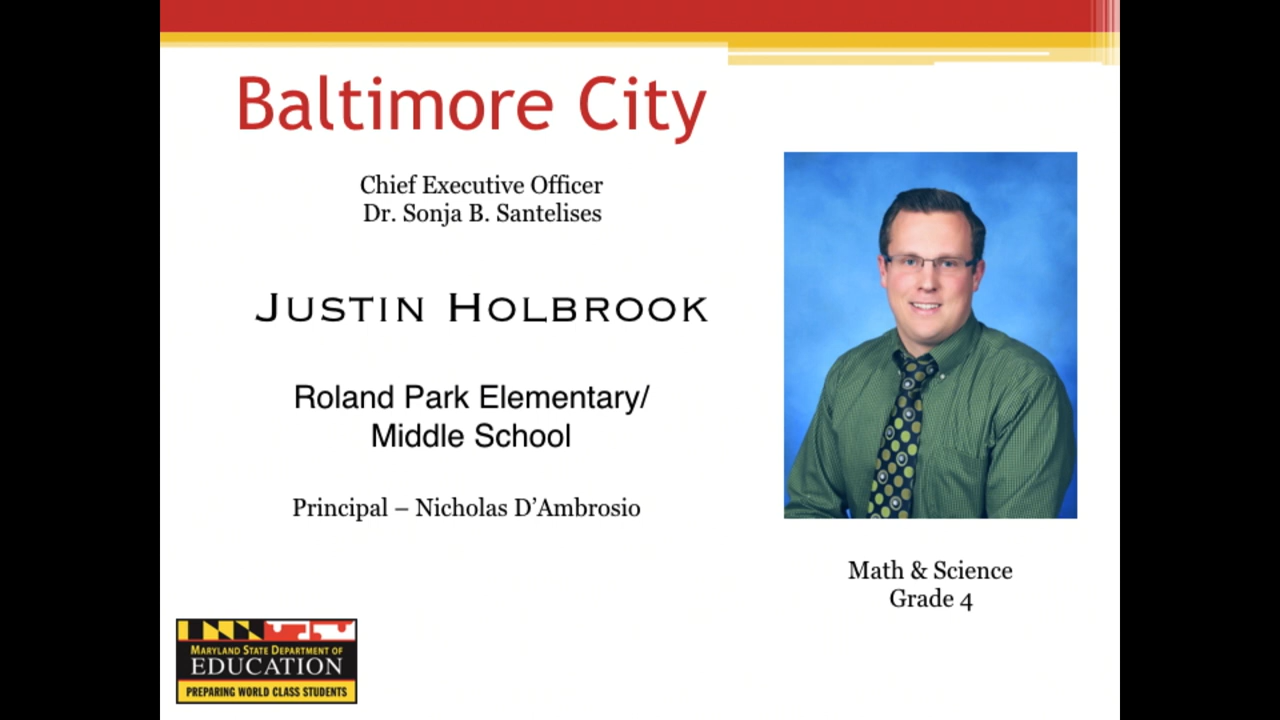 Baltimore City
Chief Executive Officer
Dr. Sonja B. Santelises
Justin Holbrook
Roland Park Elementary/
Middle School
Principal – Nicholas D’Ambrosio
Math & Science
Grade 4
Maryland State Department of
EDUCATION
PREPARING WORLD CLASS STUDENTS